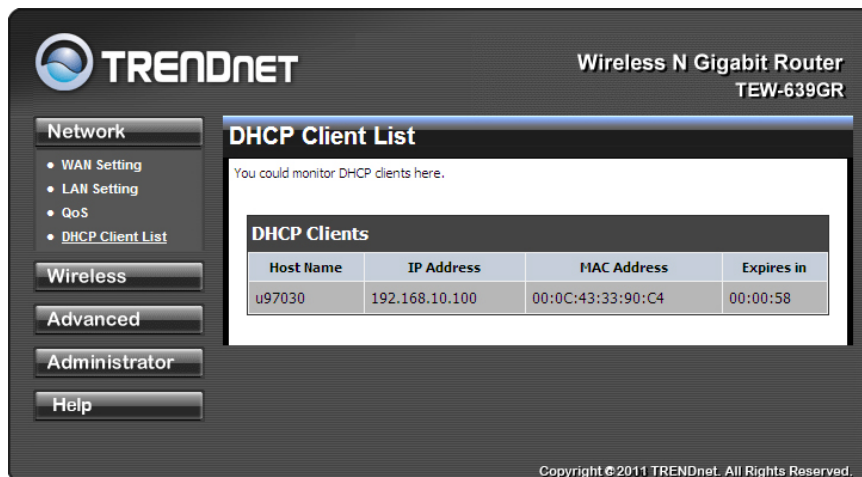 TRENDNET
Wireless N Gigabit Router
TEW-639GR
Network
WAN Setting
LAN Setting
QoS
DHCP Client List
Wireless
Advanced
Administrator
Help
DHCP Client List
You could monitor DHCP clients here.
DHCP Clients
Host Name IP Address MAC Address Expires in
u97030 192.168.10.100 00:0C:43:33:90:C4 00:00:58
Copyright © 2011 TRENDnet. All Rights Reserved.